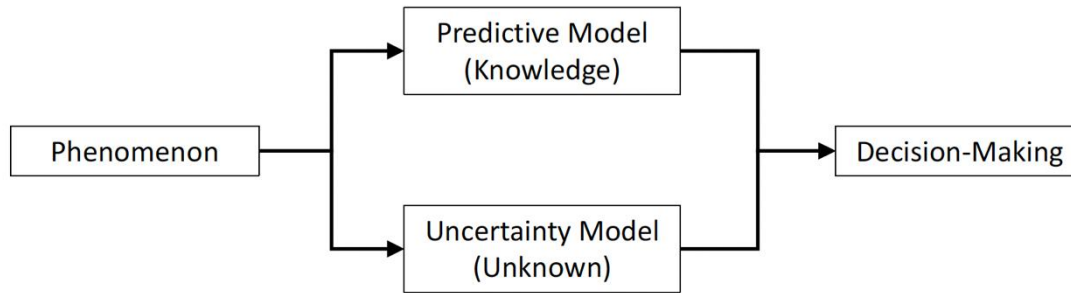 Predictive Model
(Knowledge)
Phenomenon
Decision-Making
Uncertainty Model
(Unknown)